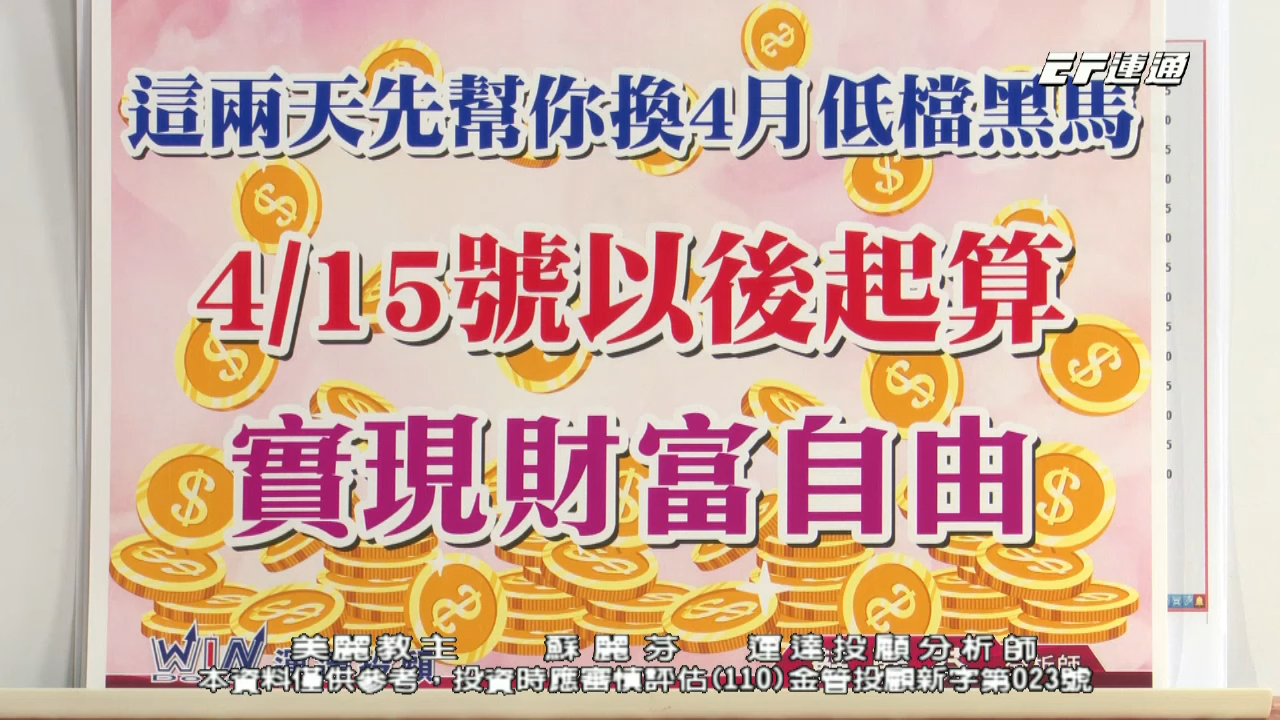 EF運通
這兩天先幫你換4月低檔黑馬
4/15號以後起算
實現財富自由
WIN
美麗教主 蘇麗芬 運達投顧分析師
本資料僅供參考，投資時應審慎評估(110)金管投顧新字第023號